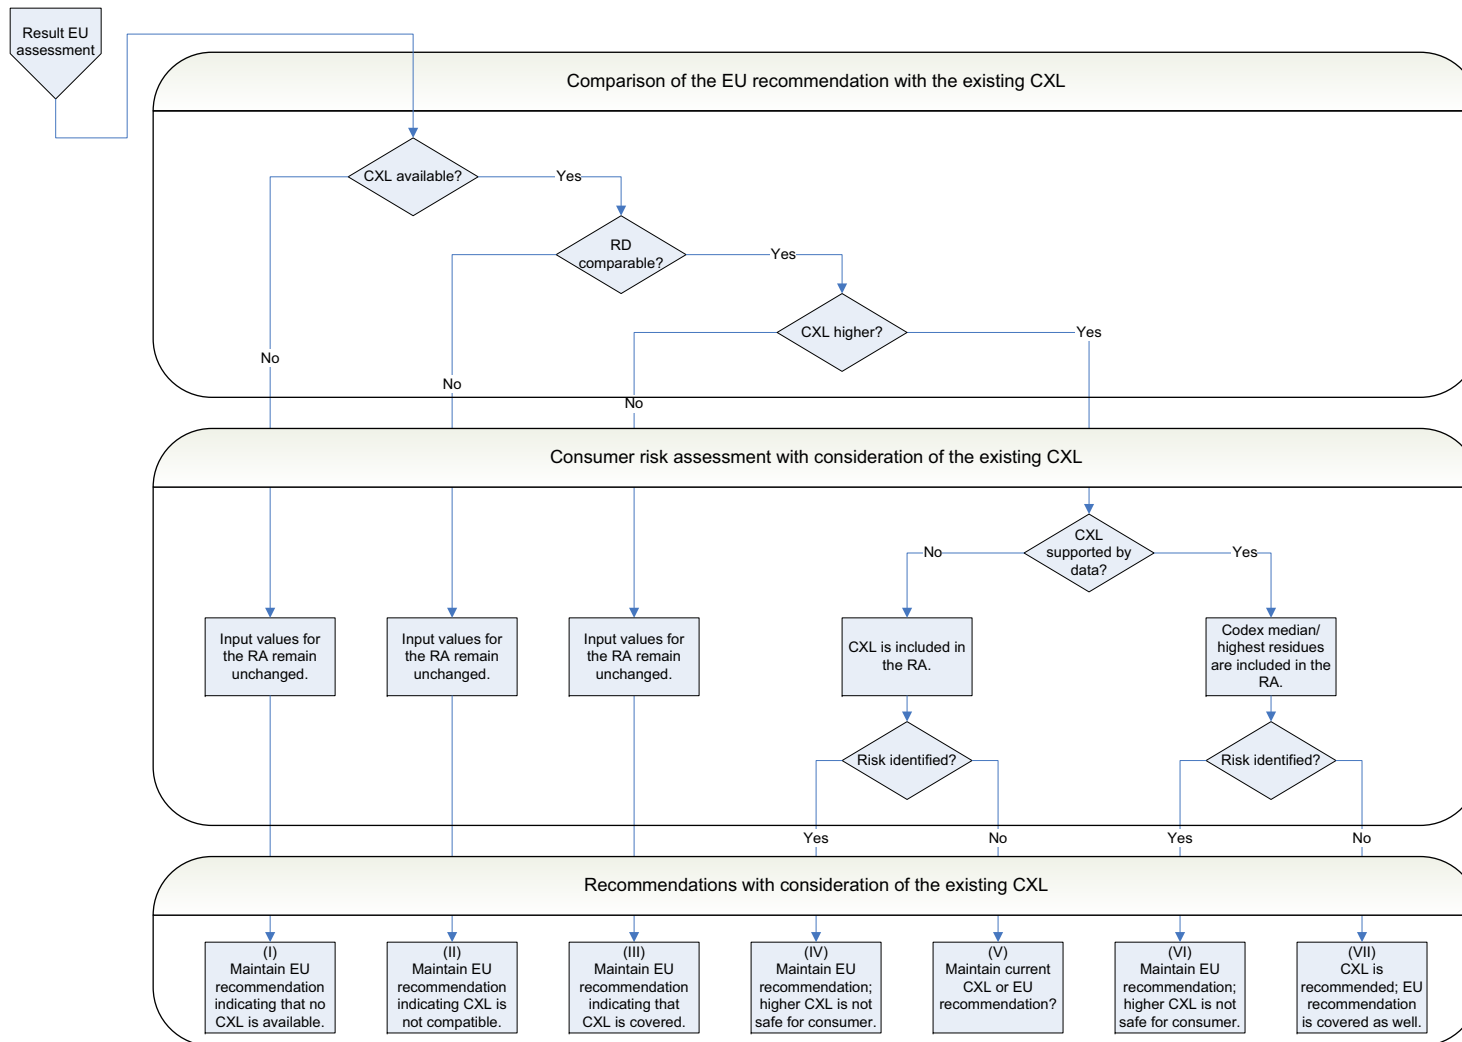 Result EU
assessment
Comparison of the EU recommendation with the existing CXL
CXL available?
Yes
RD
comparable?
Yes
CXL higher?
Yes
No
No
No
Consumer risk assessment with consideration of the existing CXL
CXL
supported by
data?
No
Yes
Input values for
the RA remain
unchanged.
Input values for
the RA remain
unchanged.
Input values for
the RA remain
unchanged.
CXL is included in
the RA.
Codex median/
highest residues
are included in the
RA.
Risk identified?
Risk identified?
Yes
No
Yes
No
Recommendations with consideration of the existing CXL
(I)
Maintain EU
recommendation
indicating that no
CXL is available.
(II)
Maintain EU
recommendation
indicating CXL is
not compatible.
(III)
Maintain EU
recommendation
indicating that
CXL is covered.
(IV)
Maintain EU
recommendation;
higher CXL is not
safe for consumer.
(V)
Maintain current
CXL or EU
recommendation?
(VI)
Maintain EU
recommendation;
higher CXL is not
safe for consumer.
(VII)
CXL is
recommended; EU
recommendation
is covered as well.